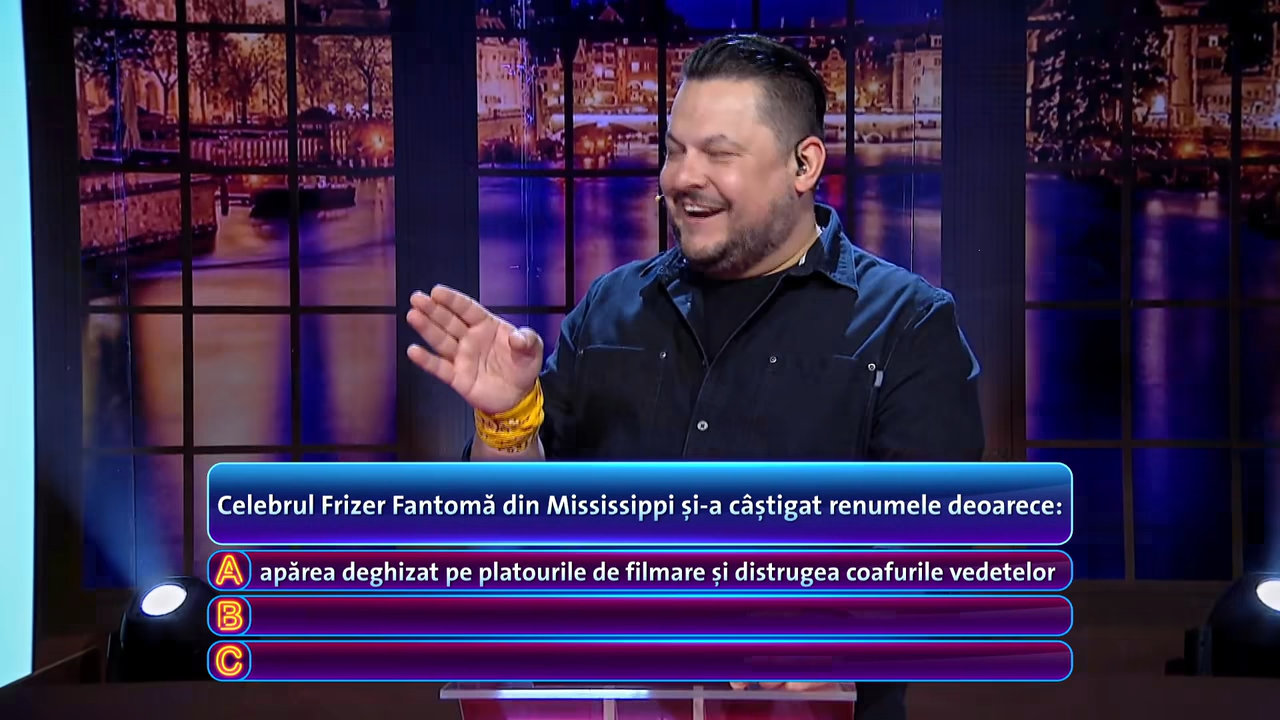 Celebrul Frizer Fantomă din Mississippi și-a câștigat renumele deoarece:
A apărea deghizat pe platourile de filmare și distrugea coafurile vedetelor
B
C